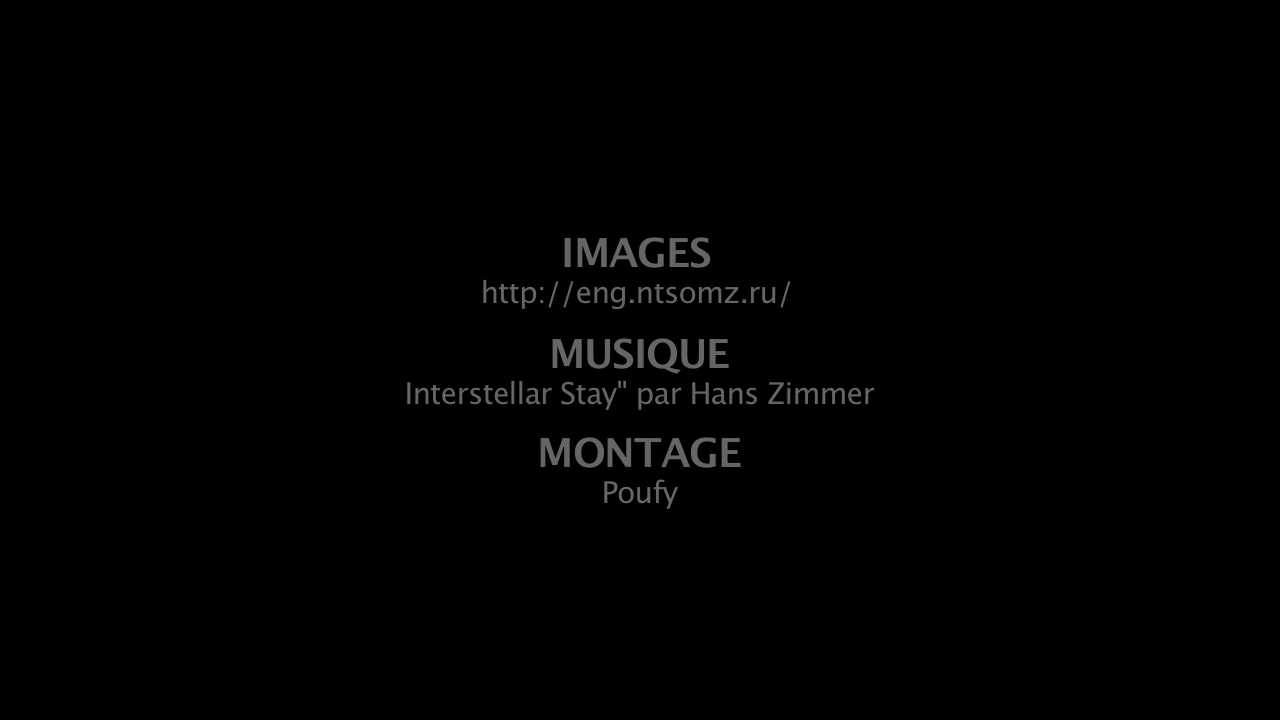 IMAGES
http://eng.ntsomz.ru/
MUSIQUE
Interstellar Stay" par Hans Zimmer
MONTAGE
Poufy